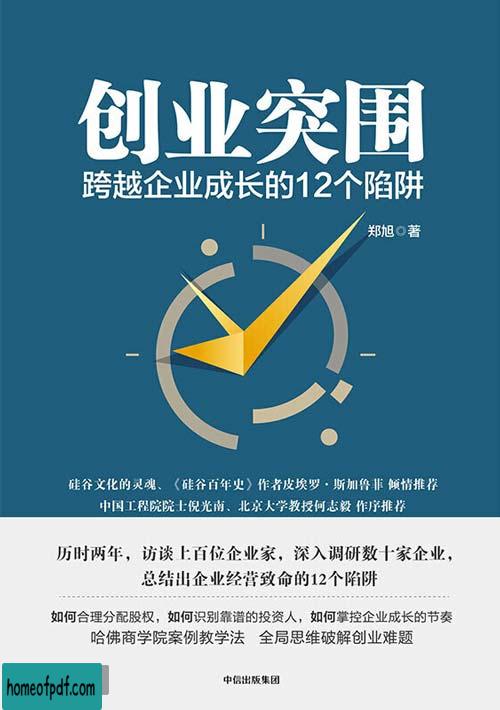 创业突围
跨越企业成长的12个陷阱
郑旭◎著
硅谷文化的灵魂、《硅谷百年史》作者皮埃罗·斯加鲁菲 倾情推荐
中国工程院院士倪光南、北京大学教授何志毅 作序推荐
历时两年，访谈上百位企业家，深入调研数十家企业，
总结出企业经营致命的12个陷阱
如何合理分配股权，如何识别靠谱的投资人，如何掌控企业成长的节奏
哈佛商学院案例教学法 全局思维破解创业难题
中信出版集团
homeofpdf.com